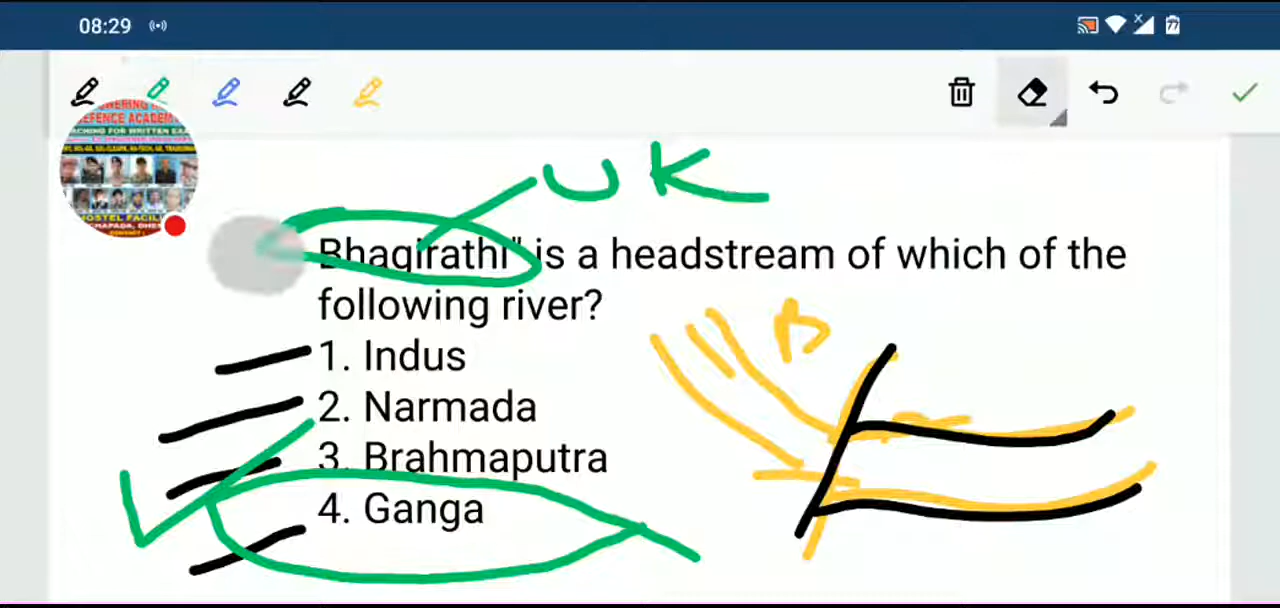 08:29
77
UK
Bhagirathi" is a headstream of which of the
following river?
1. Indus
2. Narmada
3. Brahmaputra
4. Ganga
B